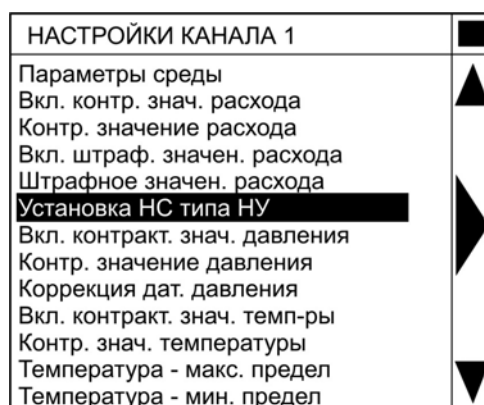 НАСТРОЙКИ КАНАЛА 1
Параметры среды
Вкл. контр. знач. расхода
Контр. значение расхода
Вкл. штраф. значен. расхода
Штрафное значен. расхода
Установка НС типа НУ
Вкл. контракт. знач. давления
Контр. значение давления
Коррекция дат. давления
Вкл. контракт. знач. темп-ры
Контр. знач. температуры
Температура - макс. предел
Температура - мин. предел